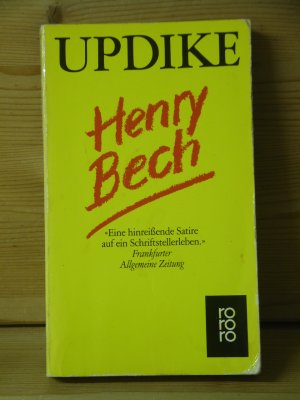 UPDIKE
Henry
Bech
«Eine hinreißende Satire
auf ein Schriftstellerleben.»
Frankfurter
Allgemeine Zeitung
ro
ro
ro